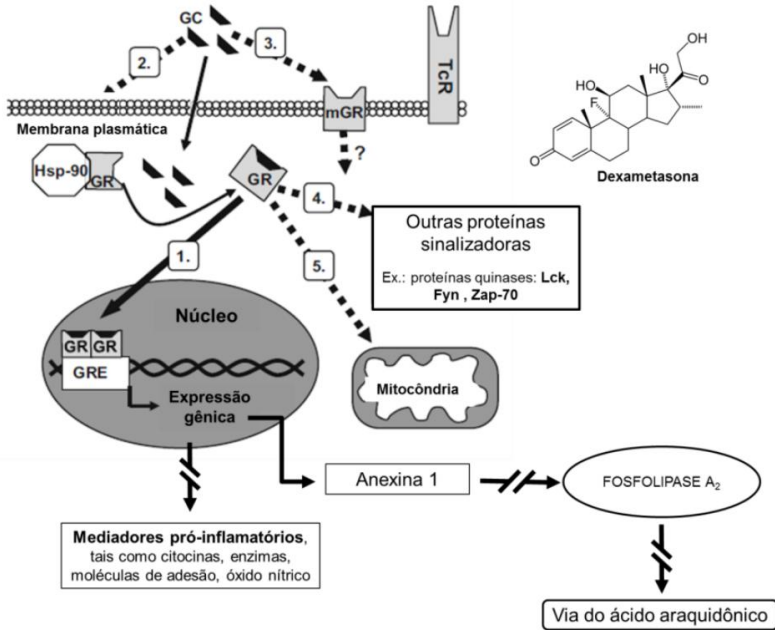 GC
2.
3.
TcR
mGR
Membrana plasmática
?
Hsp-90
GR
GR
4.
1.
5.
OH
HO
HO
O
F
O
Dexametasona
Outras proteínas
sinalizadoras
Ex.: proteínas quinases: Lck,
Fyn , Zap-70
Núcleo
GR GR
GRE
Expressão
gênica
Mitocôndria
Anexina 1
FOSFOLIPASE A₂
Mediadores pró-inflamatórios,
tais como citocinas, enzimas,
moléculas de adesão, óxido nítrico
Via do ácido araquidônico